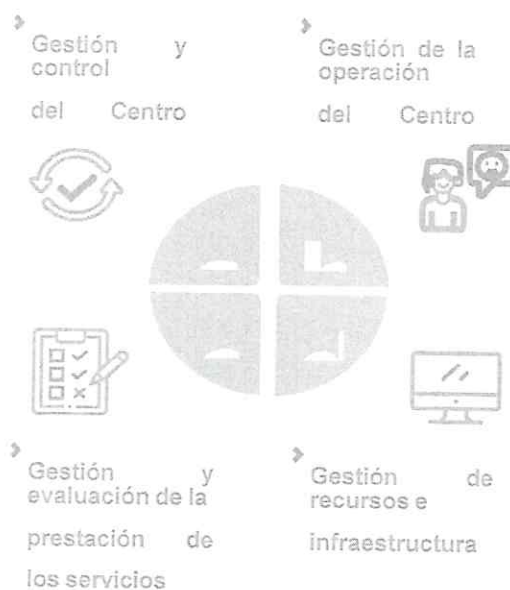 Gestión y
control
del Centro
Gestión de la
operación
del Centro
Gestión y
evaluación de la
prestación de
los servicios
Gestión de
recursos e
infraestructura